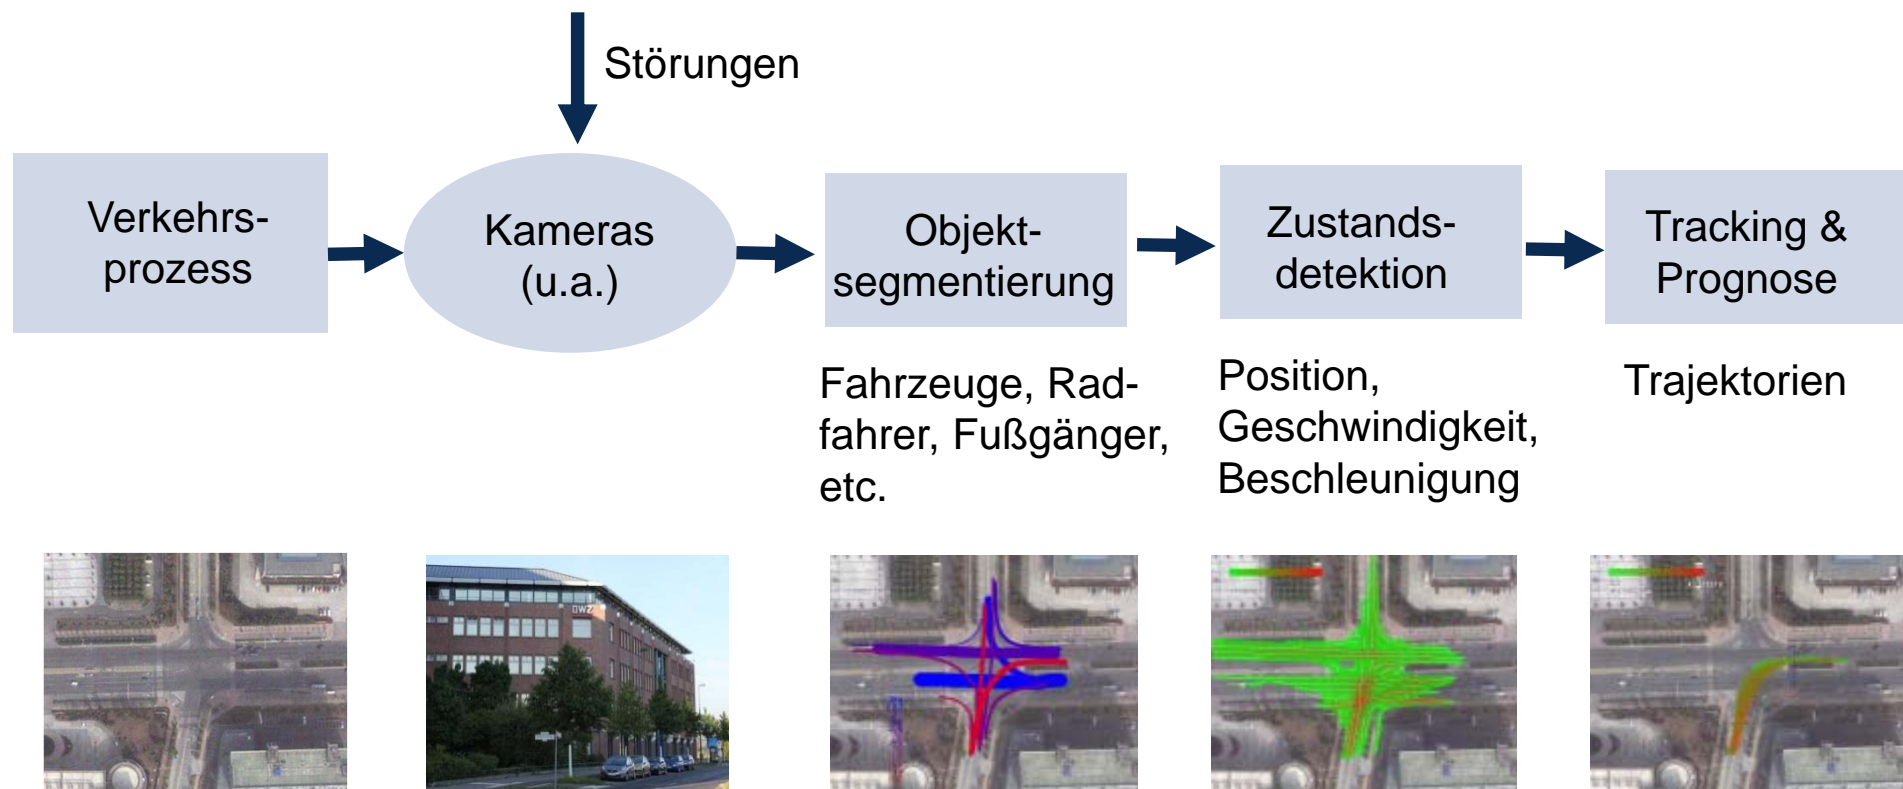 Störungen
Verkehrs-
prozess
Kameras
(u.a.)
Objekt-
segmentierung
Zustands-
detektion
Tracking &
Prognose
Fahrzeuge, Rad-
fahrer, Fußgänger,
etc.
Position,
Geschwindigkeit,
Beschleunigung
Trajektorien